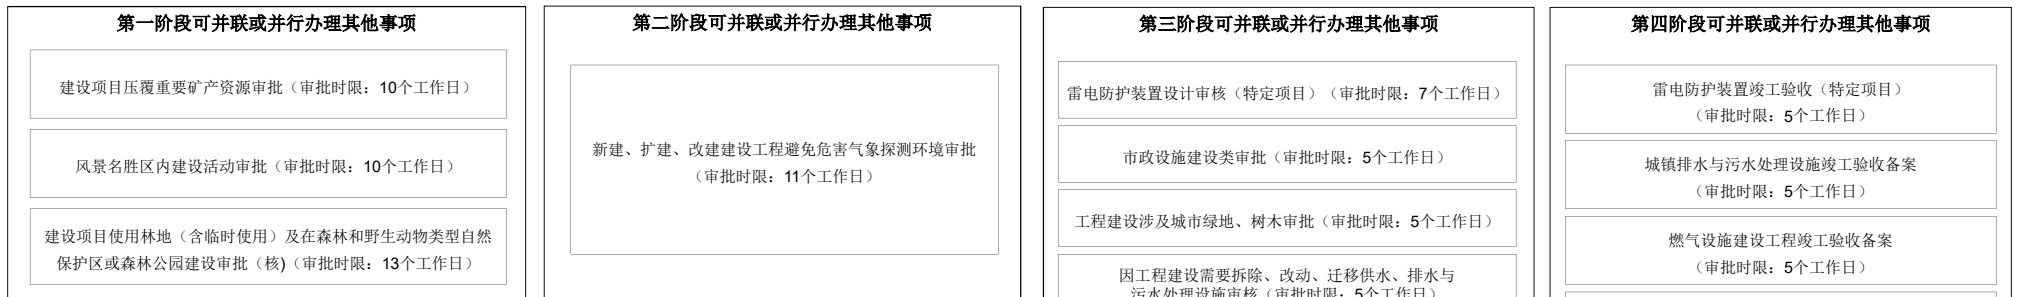 第一阶段可并联或并行办理其他事项
建设项目压覆重要矿产资源审批（审批时限：10个工作日）
风景名胜区内建设活动审批（审批时限：10个工作日）
建设项目使用林地（含临时使用）及在森林和野生动物类型自然
保护区或森林公园建设审批（核)（审批时限：13个工作日）
第二阶段可并联或并行办理其他事项
新建、扩建、改建建设工程避免危害气象探测环境审批
（审批时限：11个工作日）
第三阶段可并联或并行办理其他事项
雷电防护装置设计审核（特定项目）（审批时限：7个工作日）
市政设施建设类审批（审批时限：5个工作日）
工程建设涉及城市绿地、树木审批（审批时限：5个工作日）
因工程建设需要拆除、改动、迁移供水、排水与
污水处理设施审核（审批时限：5个工作日）
第四阶段可并联或并行办理其他事项
雷电防护装置竣工验收（特定项目）
（审批时限：5个工作日）
城镇排水与污水处理设施竣工验收备案
（审批时限：5个工作日）
燃气设施建设工程竣工验收备案
（审批时限：5个工作日）